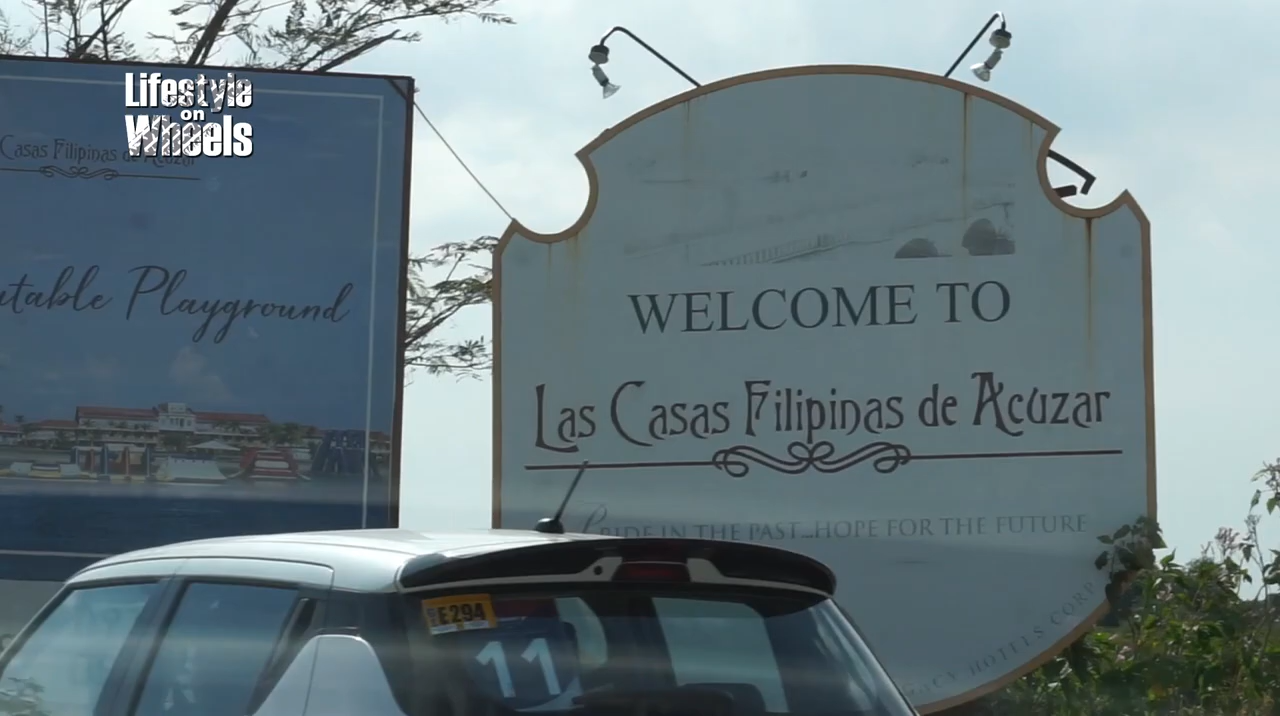 Lifestyle
on
Wheels
Casas Filipinas de Acuzar
Playground
WELCOME TO
Las Casas Filipinas de Acuzar
PRIDE IN THE PAST...HOPE FOR THE FUTURE
HOTELS CORP
E294
11